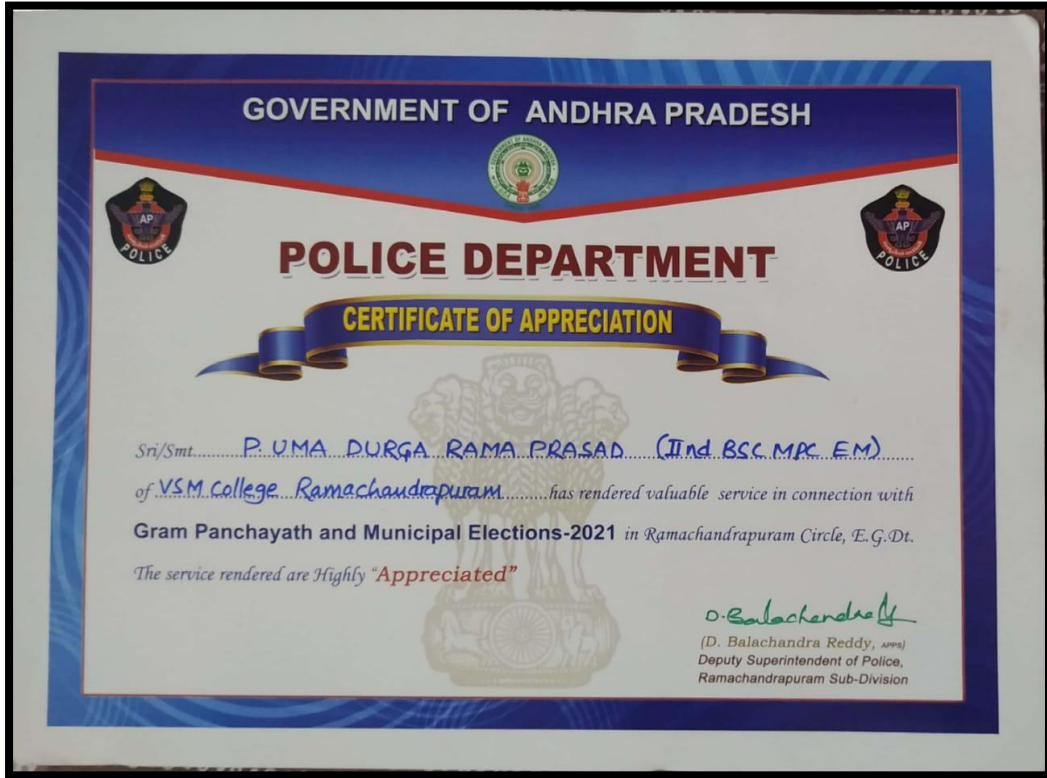 GOVERNMENT OF ANDHRA PRADESH
AP
POLICE
AP
POLICE
POLICE DEPARTMENT
CERTIFICATE OF APPRECIATION
Sri/Smt. P. UMA DURGA RAMA PRASAD (IInd BSC MPC EM)
of VSM College Ramachandrapuram has rendered valuable service in connection with
Gram Panchayath and Municipal Elections-2021 in Ramachandrapuram Circle, E.G.Dt.
The service rendered are Highly "Appreciated"
(D. Balachandra Reddy, APPS)
Deputy Superintendent of Police,
Ramachandrapuram Sub-Division